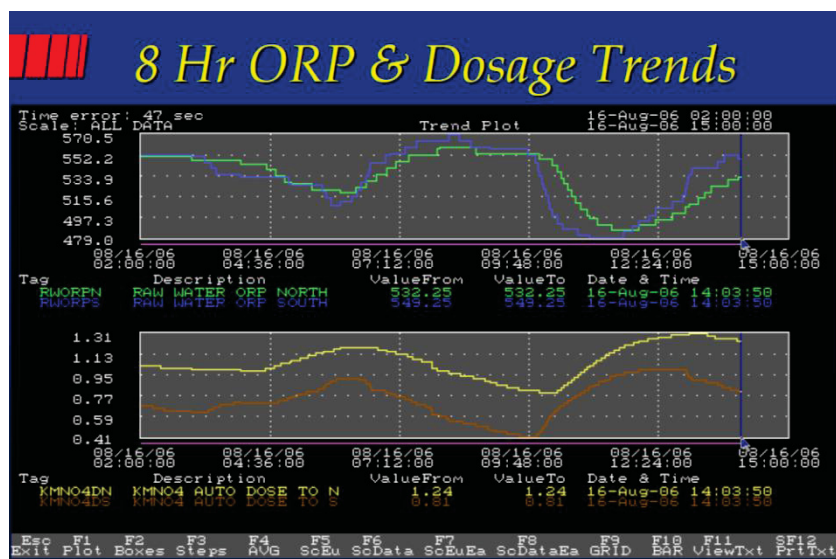 8 Hr ORP & Dosage Trends
Time error: 47 sec 16-Aug-06 02:00:00
Scale: ALL DATA Trend Plot 16-Aug-06 15:00:00
570.5
552.2
533.9
515.6
497.3
479.0
08/16/06 08/16/06 08/16/06 08/16/06 08/16/06 08/16/06
02:00:00 04:36:00 07:12:00 09:48:00 12:24:00 15:00:00
Tag Description ValueFrom ValueTo Date & Time
RWORPN RAW WATER ORP NORTH 532.25 532.25 16-Aug-06 14:03:50
RWORPS RAW WATER ORP SOUTH 549.25 549.25 16-Aug-06 14:03:50
1.31
1.13
0.95
0.77
0.59
0.41
08/16/06 08/16/06 08/16/06 08/16/06 08/16/06 08/16/06
02:00:00 04:36:00 07:12:00 09:48:00 12:24:00 15:00:00
Tag Description ValueFrom ValueTo Date & Time
KMNO4DN KMNO4 AUTO DOSE TO N 1.24 1.24 16-Aug-06 14:03:50
KMNO4DS KMNO4 AUTO DOSE TO S 0.81 0.81 16-Aug-06 14:03:50
Esc F1 F2 F3 F4 F5 F6 F7 F8 F9 F10 F11 SF12
Exit Plot Boxes Steps AVG ScEu ScData ScEuEa ScDataEa GRID BAR ViewTxt PrtTxt